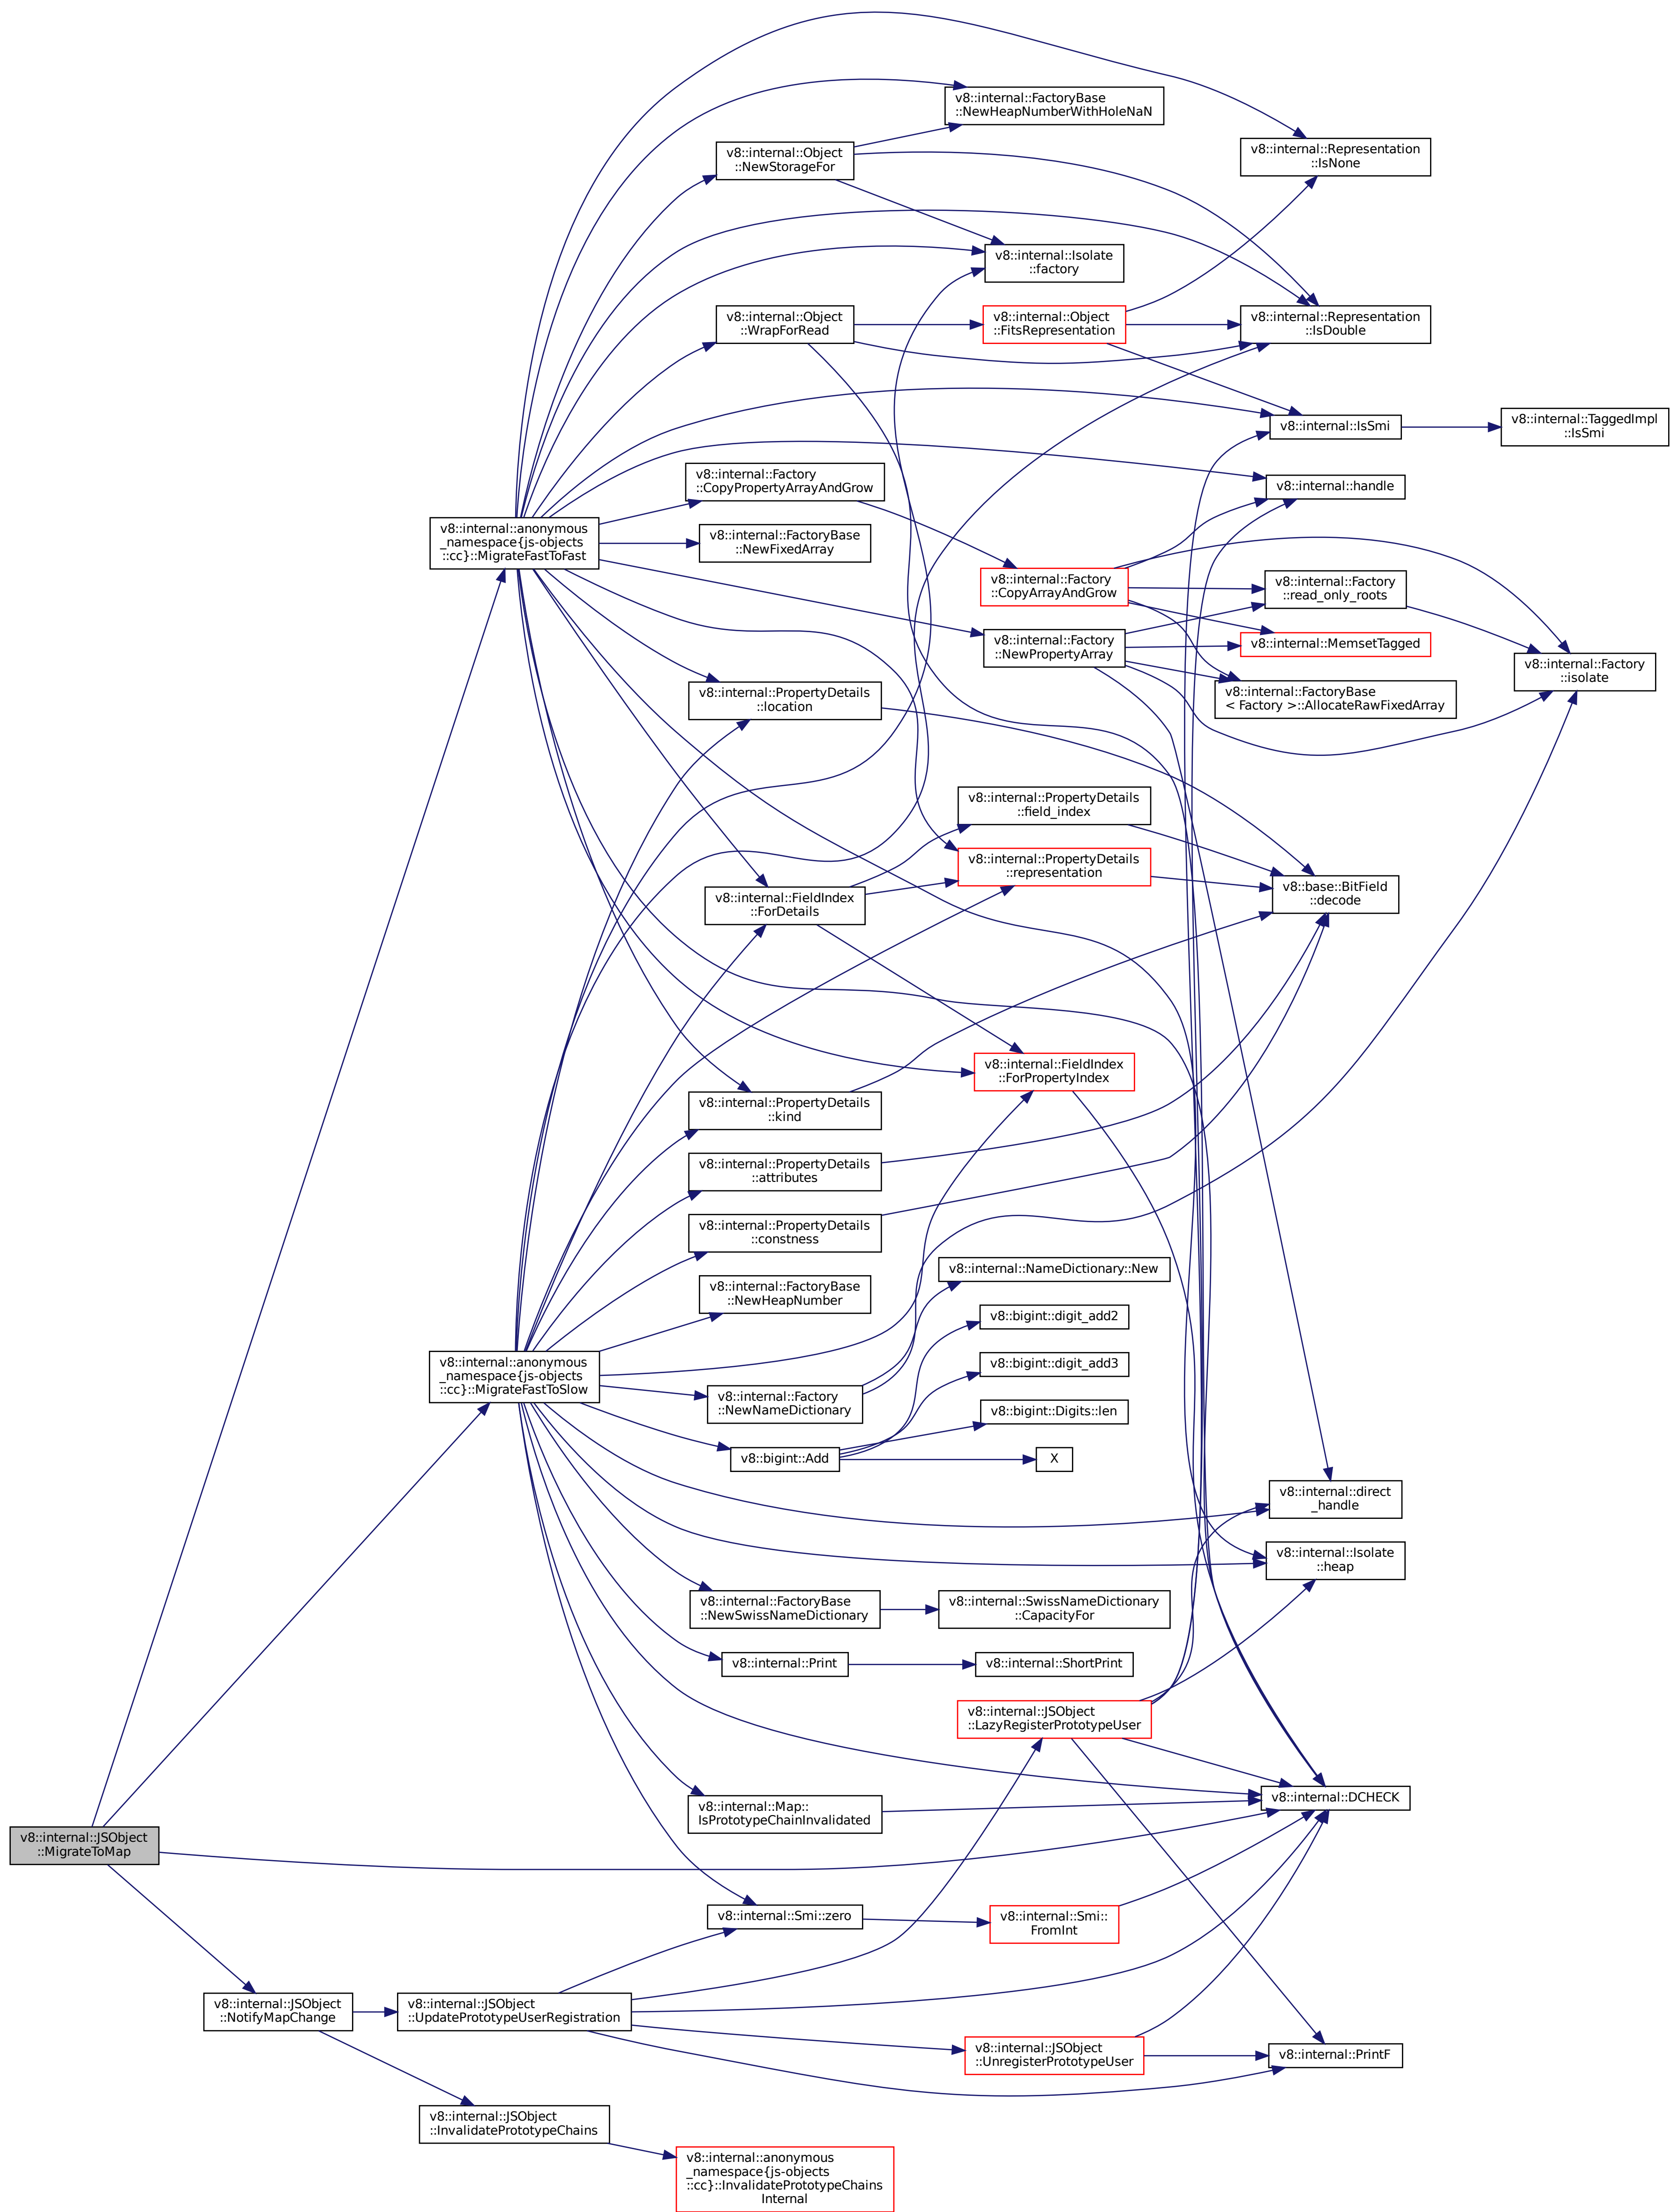 v8::internal::FactoryBase
::NewHeapNumberWithHoleNaN
v8::internal::Object
::NewStorageFor
v8::internal::Representation
::IsNone
v8::internal::Isolate
::factory
v8::internal::Object
::WrapForRead
v8::internal::Object
::FitsRepresentation
v8::internal::Representation
::IsDouble
v8::internal::IsSmi
v8::internal::TaggedImpl
::IsSmi
v8::internal::Factory
::CopyPropertyArrayAndGrow
v8::internal::handle
v8::internal::anonymous
_namespace{js-objects
::cc}::MigrateFastToFast
v8::internal::FactoryBase
::NewFixedArray
v8::internal::Factory
::CopyArrayAndGrow
v8::internal::Factory
::read_only_roots
v8::internal::Factory
::NewPropertyArray
v8::internal::MemsetTagged
v8::internal::Factory
::isolate
v8::internal::PropertyDetails
::location
v8::internal::FactoryBase
< Factory >::AllocateRawFixedArray
v8::internal::PropertyDetails
::field_index
v8::internal::PropertyDetails
::representation
v8::internal::FieldIndex
::ForDetails
v8::base::BitField
::decode
v8::internal::FieldIndex
::ForPropertyIndex
v8::internal::PropertyDetails
::kind
v8::internal::PropertyDetails
::attributes
v8::internal::PropertyDetails
::constness
v8::internal::NameDictionary::New
v8::internal::FactoryBase
::NewHeapNumber
v8::bigint::digit_add2
v8::internal::anonymous
_namespace{js-objects
::cc}::MigrateFastToSlow
v8::bigint::digit_add3
v8::internal::Factory
::NewNameDictionary
v8::bigint::Digits::len
v8::bigint::Add
X
v8::internal::direct
_handle
v8::internal::Isolate
::heap
v8::internal::FactoryBase
::NewSwissNameDictionary
v8::internal::SwissNameDictionary
::CapacityFor
v8::internal::Print
v8::internal::ShortPrint
v8::internal::JSObject
::LazyRegisterPrototypeUser
v8::internal::Map::
IsPrototypeChainInvalidated
v8::internal::DCHECK
v8::internal::JSObject
::MigrateToMap
v8::internal::Smi::zero
v8::internal::Smi::
FromInt
v8::internal::JSObject
::NotifyMapChange
v8::internal::JSObject
::UpdatePrototypeUserRegistration
v8::internal::JSObject
::UnregisterPrototypeUser
v8::internal::PrintF
v8::internal::JSObject
::InvalidatePrototypeChains
v8::internal::anonymous
_namespace{js-objects
::cc}::InvalidatePrototypeChains
Internal